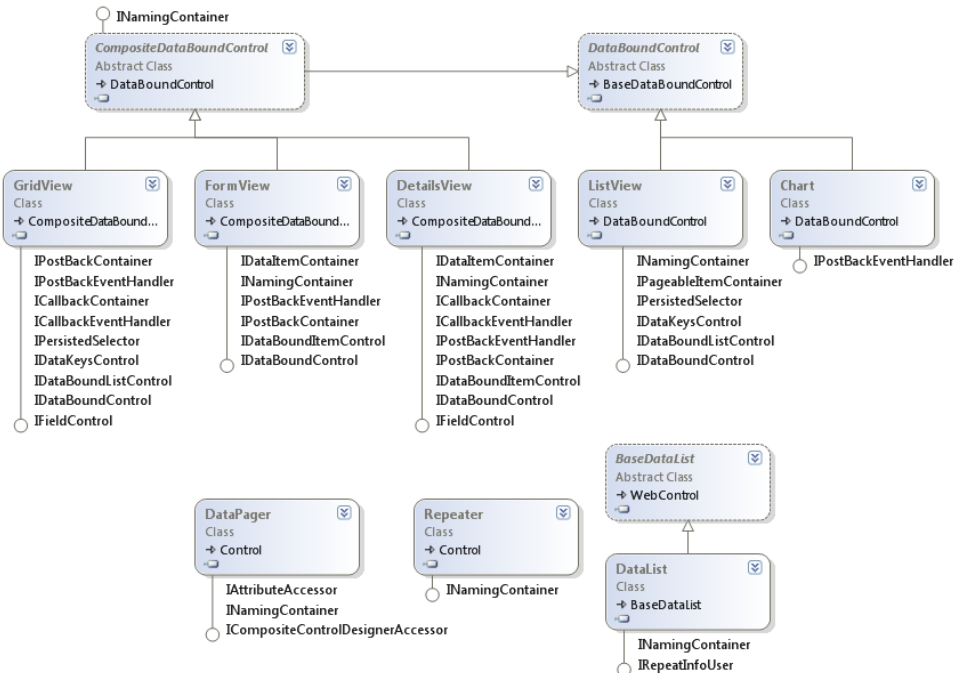 INamingContainer
CompositeDataBoundControl
Abstract Class
DataBoundControl
DataBoundControl
Abstract Class
BaseDataBoundControl
GridView
Class
CompositeDataBound...
IPostBackContainer
IPostBackEventHandler
ICallbackContainer
ICallbackEventHandler
IPersistedSelector
IDataKeysControl
IDataBoundListControl
IDataBoundControl
IFieldControl
FormView
Class
CompositeDataBound...
IDataItemContainer
INamingContainer
IPostBackEventHandler
IPostBackContainer
IDataBoundItemControl
IDataBoundControl
DetailsView
Class
CompositeDataBound...
IDataItemContainer
INamingContainer
ICallbackContainer
ICallbackEventHandler
IPostBackEventHandler
IPostBackContainer
IDataBoundItemControl
IDataBoundControl
IFieldControl
ListView
Class
DataBoundControl
INamingContainer
IPageableItemContainer
IPersistedSelector
IDataKeysControl
IDataBoundListControl
IDataBoundControl
Chart
Class
DataBoundControl
IPostBackEventHandler
DataPager
Class
Control
IAttributeAccessor
INamingContainer
ICompositeControlDesignerAccessor
Repeater
Class
Control
INamingContainer
BaseDataList
Abstract Class
WebControl
DataList
Class
BaseDataList
INamingContainer
IRepeatInfoUser